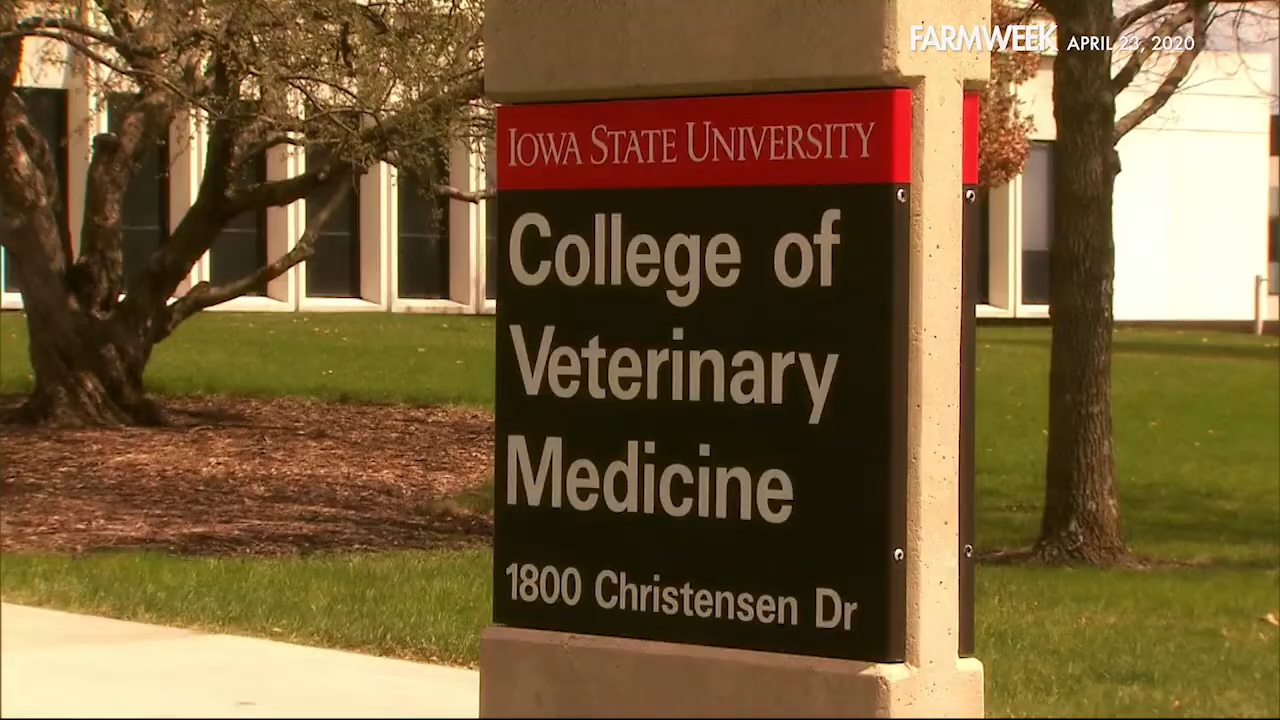 FARMWEEK APRIL 23, 2020
IOWA STATE UNIVERSITY
College of
Veterinary
Medicine
1800 Christensen Dr